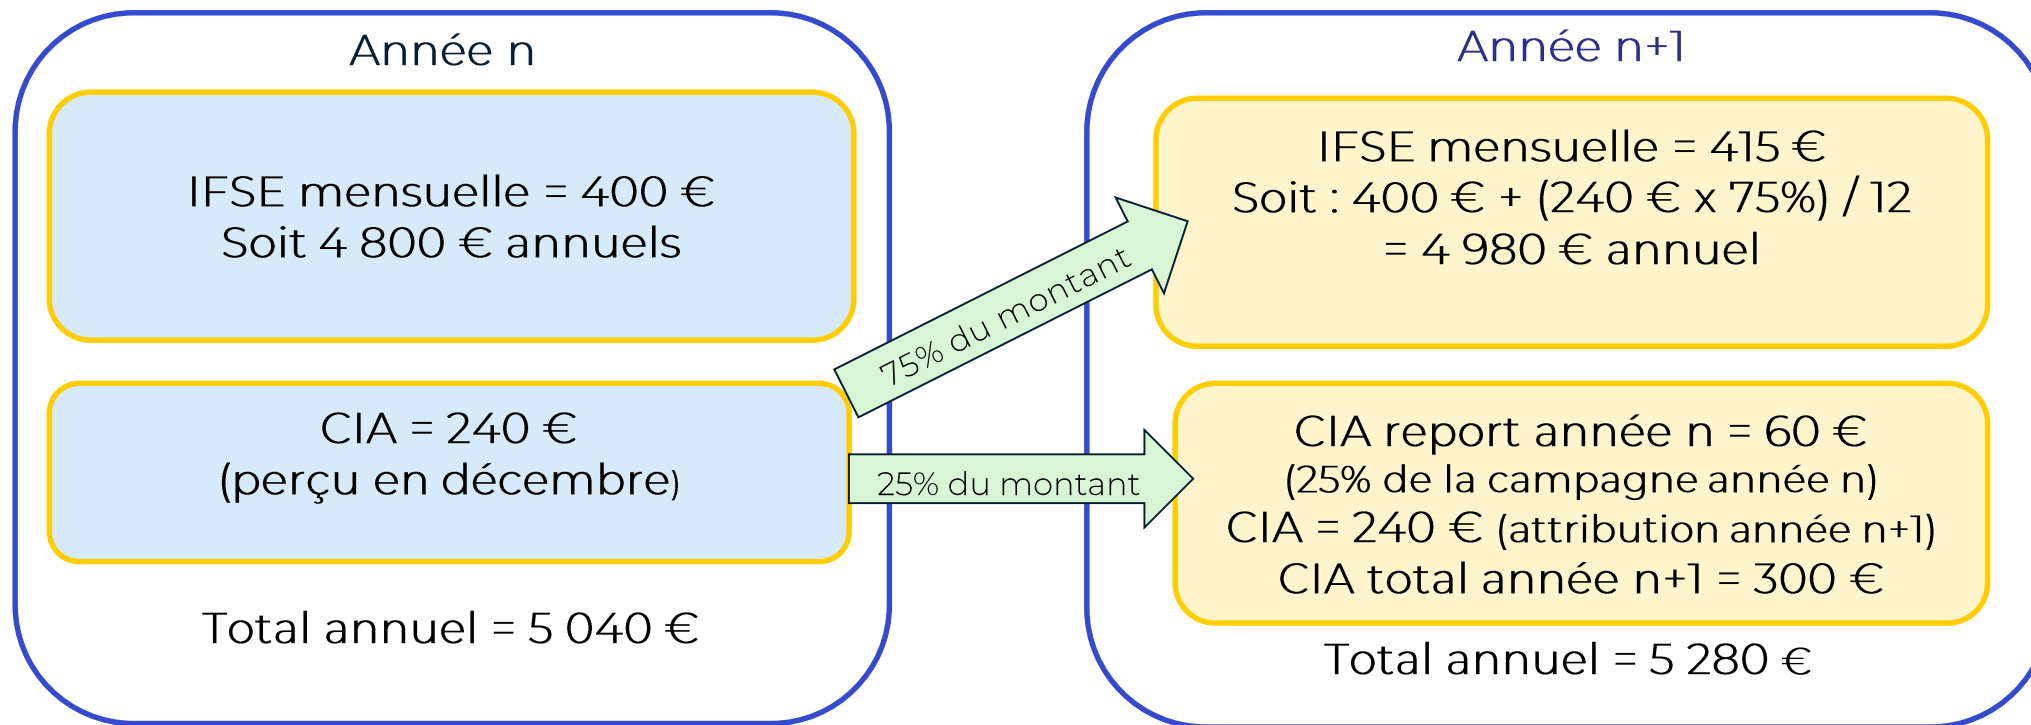 Année n
IFSE mensuelle = 400 €
Soit 4 800 € annuels
CIA = 240 €
(perçu en décembre)
Total annuel = 5 040 €
75% du montant
25% du montant
Année n+1
IFSE mensuelle = 415 €
Soit : 400 € + (240 € x 75%) / 12
= 4 980 € annuel
CIA report année n = 60 €
(25% de la campagne année n)
CIA = 240 € (attribution année n+1)
CIA total année n+1 = 300 €
Total annuel = 5 280 €